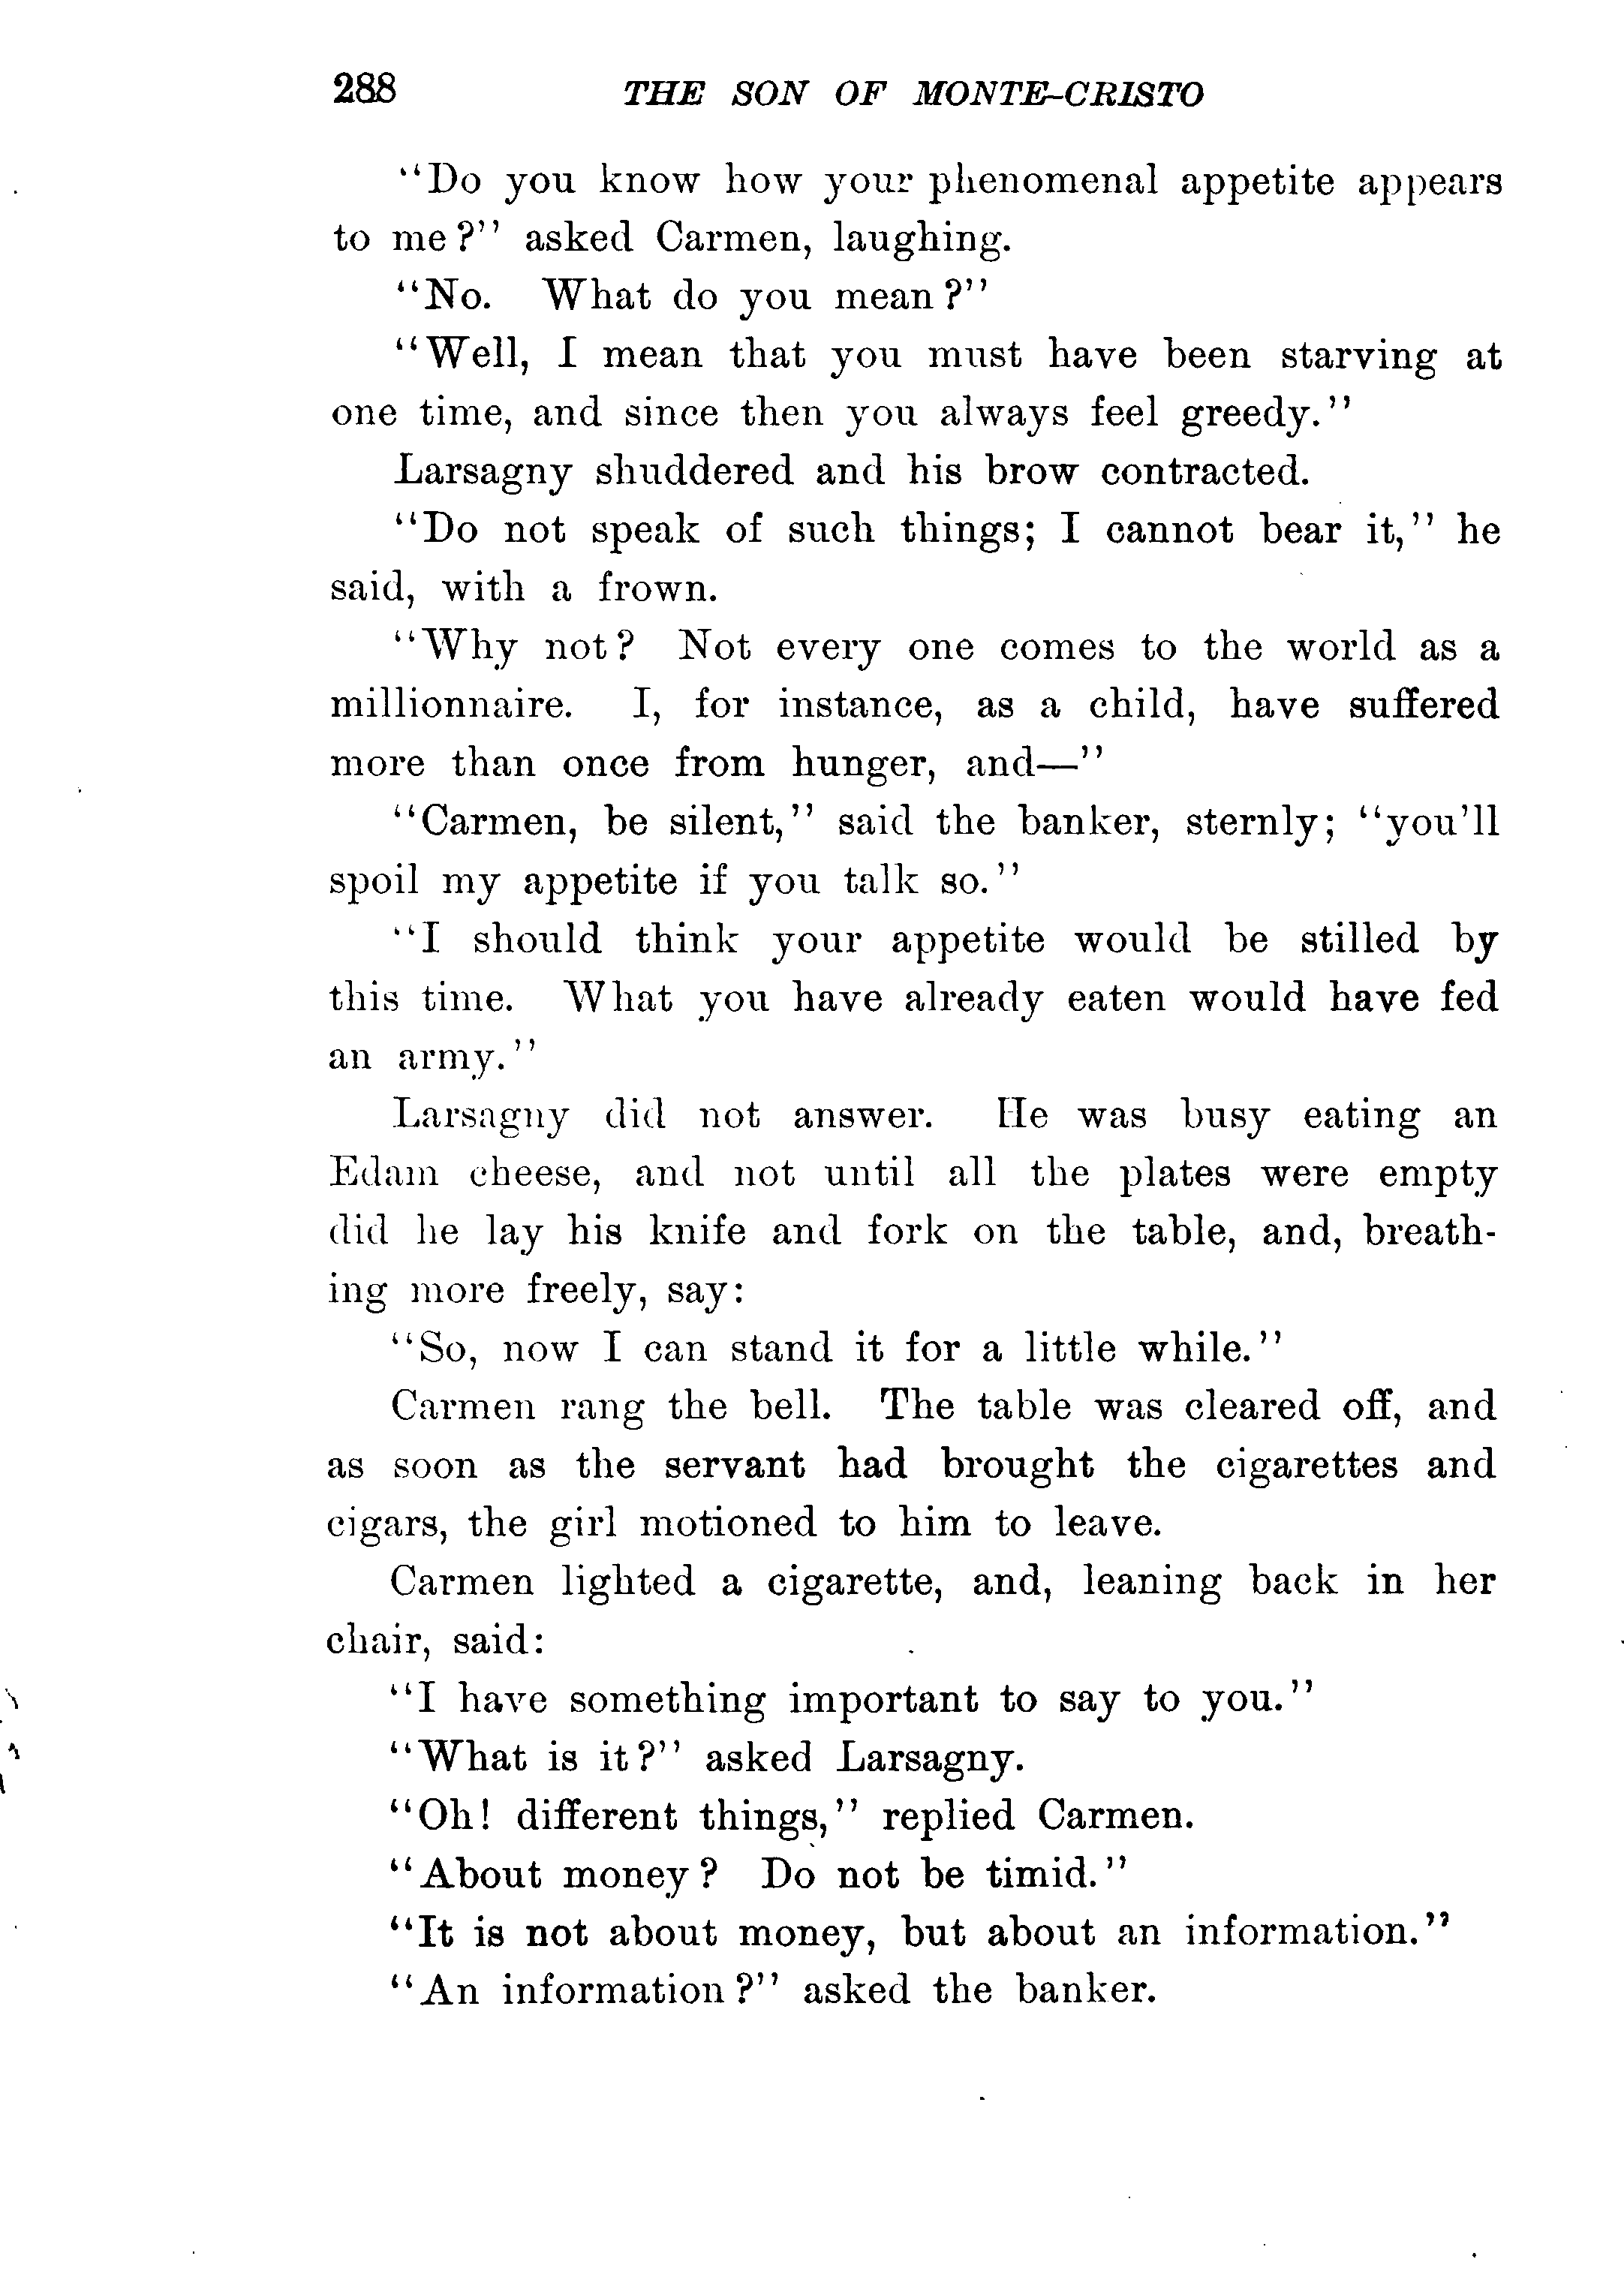 288 THE SON OF MONTE-CRISTO
"Do you know how your phenomenal appetite appears
to me?" asked Carmen, laughing.
"No. What do you mean?"
"Well, I mean that you must have been starving at
one time, and since then you always feel greedy."
Larsagny shuddered and his brow contracted.
"Do not speak of such things; I cannot bear it," he
said, with a frown.
"Why not? Not every one comes to the world as a
millionnaire. I, for instance, as a child, have suffered
more than once from hunger, and—"
"Carmen, be silent," said the banker, sternly; "you'll
spoil my appetite if you talk so."
"I should think your appetite would be stilled by
this time. What you have already eaten would have fed
an army."
Larsagny did not answer. He was busy eating an
Edam cheese, and not until all the plates were empty
did he lay his knife and fork on the table, and, breath-
ing more freely, say:
"So, now I can stand it for a little while."
Carmen rang the bell. The table was cleared off, and
as soon as the servant had brought the cigarettes and
cigars, the girl motioned to him to leave.
Carmen lighted a cigarette, and, leaning back in her
chair, said:
"I have something important to say to you."
"What is it?" asked Larsagny.
"Oh! different things," replied Carmen.
"About money? Do not be timid."
"It is not about money, but about an information."
"An information?" asked the banker.